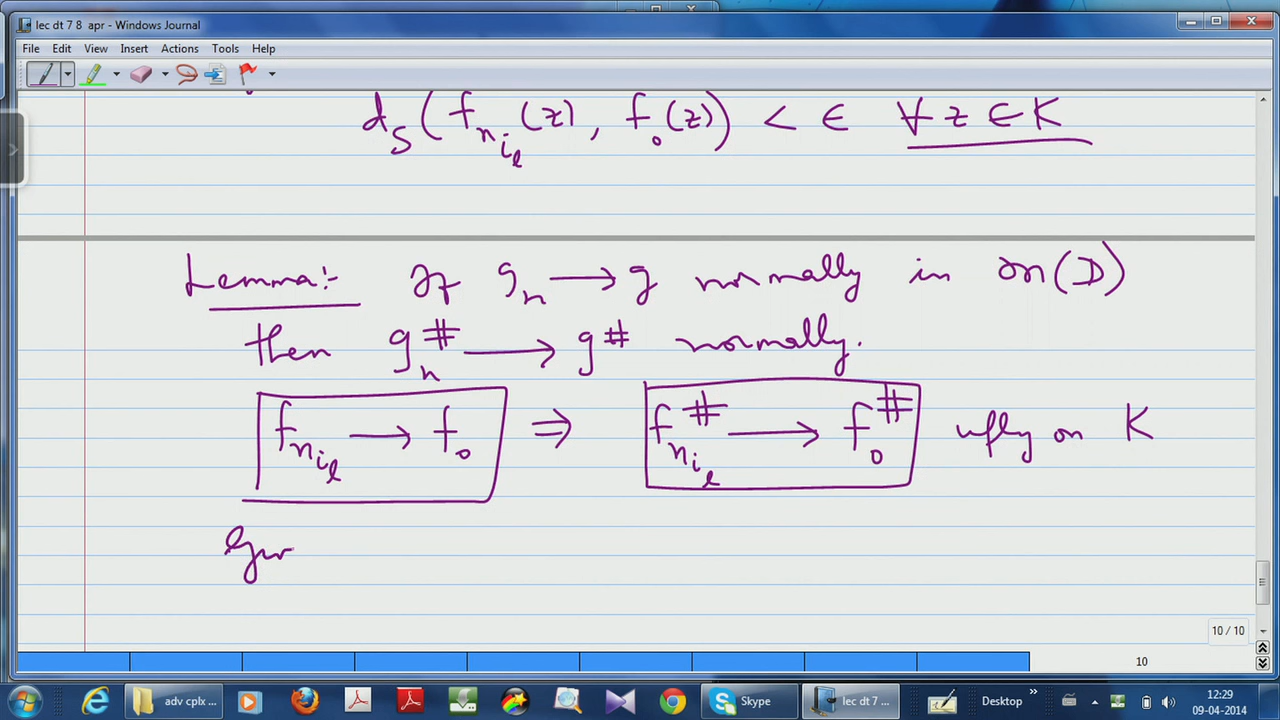 lec dt 7 8 apr - Windows Journal
File Edit View Insert Actions Tools Help
d_S (f_{n_{i_l}}(z), f_0(z)) < ∈ ∀ z ∈ K
Lemma:- If g_n → g normally in m(D)
then g_n^# → g^# normally.
f_{n_{i_l}} → f_0 ⇒ f_{n_{i_l}}^# → f_0^# ufly on K
10 / 10
10
adv cplx ... Skype lec dt 7 ... Desktop » 12:29
09-04-2014